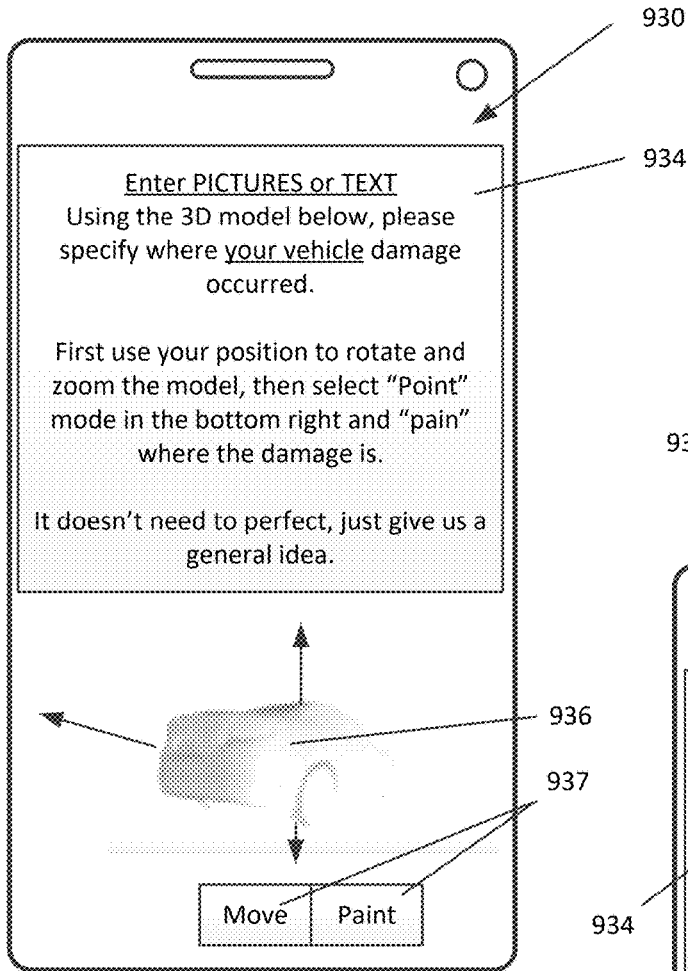 930
934
Enter PICTURES or TEXT
Using the 3D model below, please
specify where your vehicle damage
occurred.
First use your position to rotate and
zoom the model, then select “Point”
mode in the bottom right and “pain”
where the damage is.
It doesn’t need to perfect, just give us a
general idea.
936
937
Move Paint
934